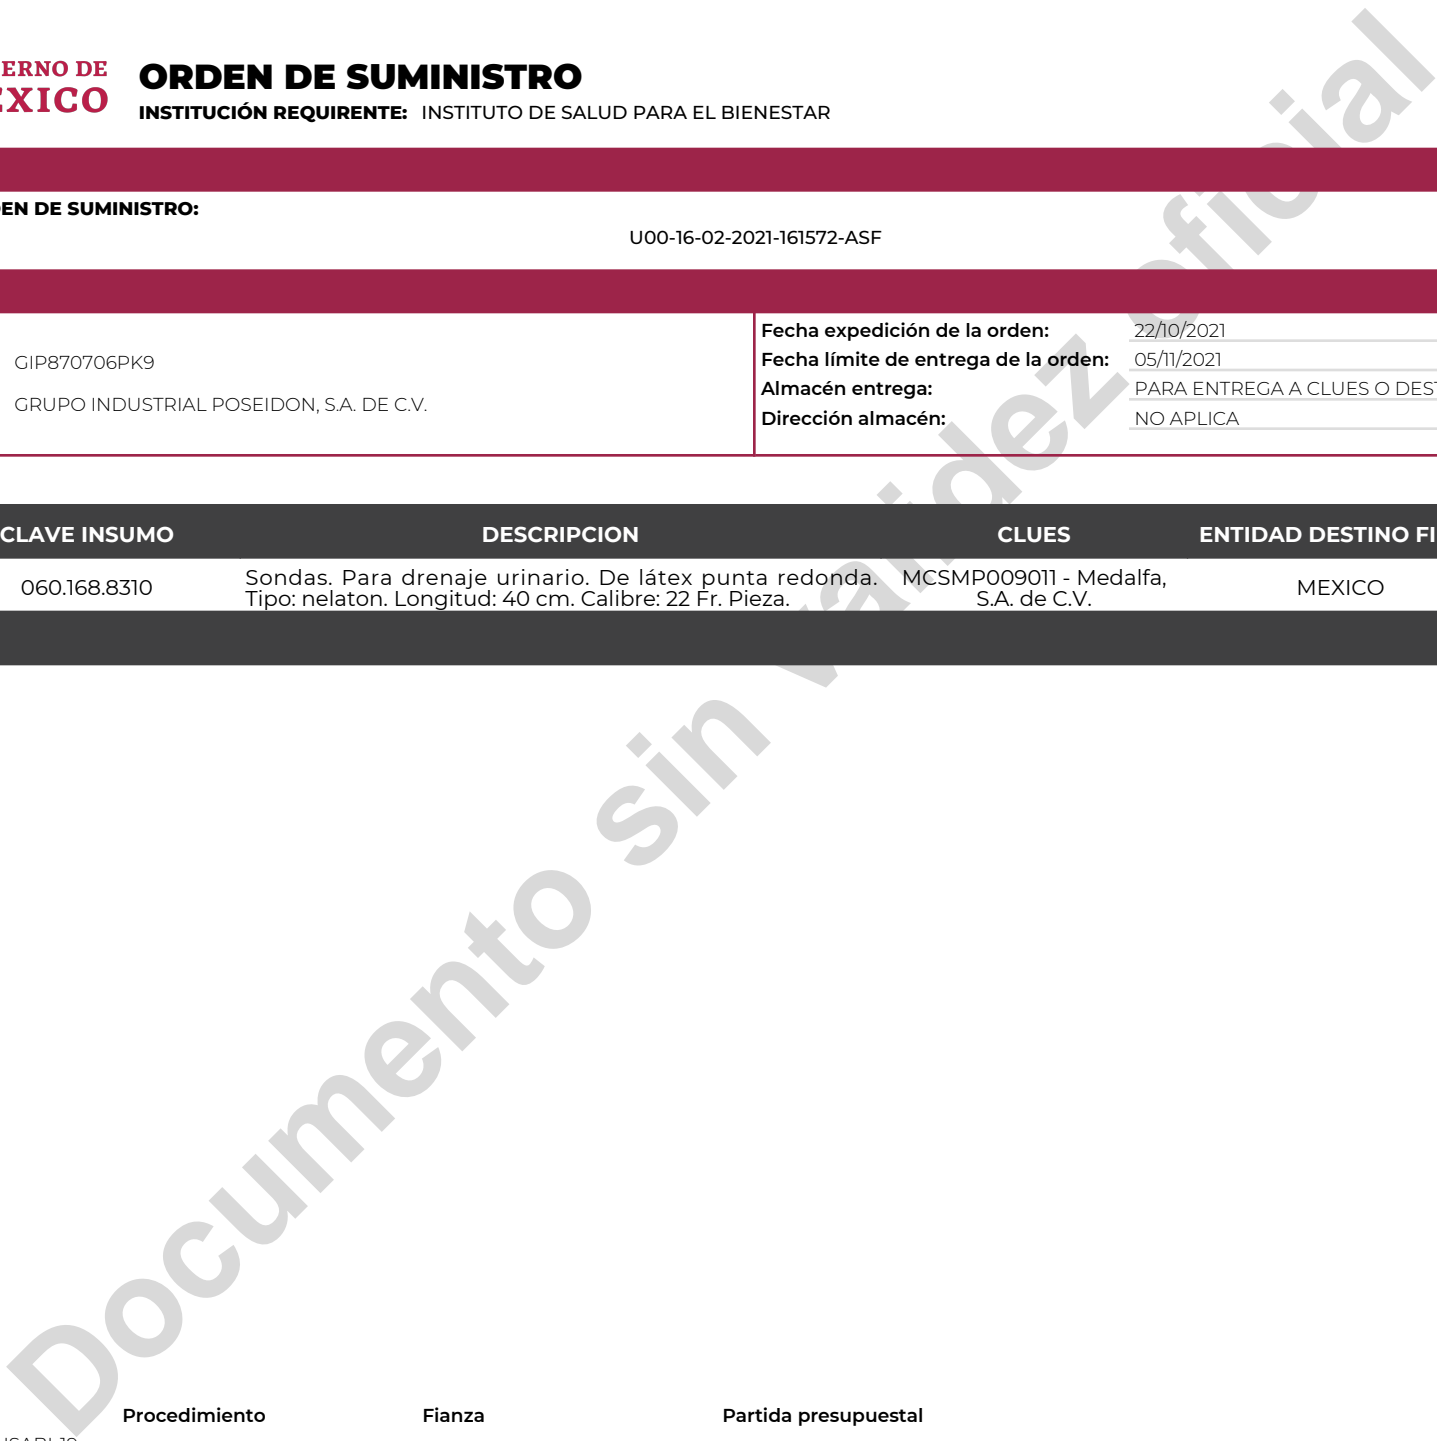 ERNO DE
EXICO
ORDEN DE SUMINISTRO
INSTITUCIÓN REQUIRENTE: INSTITUTO DE SALUD PARA EL BIENESTAR
EN DE SUMINISTRO:
U00-16-02-2021-161572-ASF
GIP870706PK9
GRUPO INDUSTRIAL POSEIDON, S.A. DE C.V.
Fecha expedición de la orden: 22/10/2021
Fecha límite de entrega de la orden: 05/11/2021
Almacén entrega: PARA ENTREGA A CLUES O DEST
Dirección almacén: NO APLICA
CLAVE INSUMO DESCRIPCION CLUES ENTIDAD DESTINO FI
060.168.8310 Sondas. Para drenaje urinario. De látex punta redonda. MCSMP009011 - Medalfa, MEXICO
Tipo: nelaton. Longitud: 40 cm. Calibre: 22 Fr. Pieza. S.A. de C.V.
Documento sin validez oficial
Procedimiento Fianza Partida presupuestal